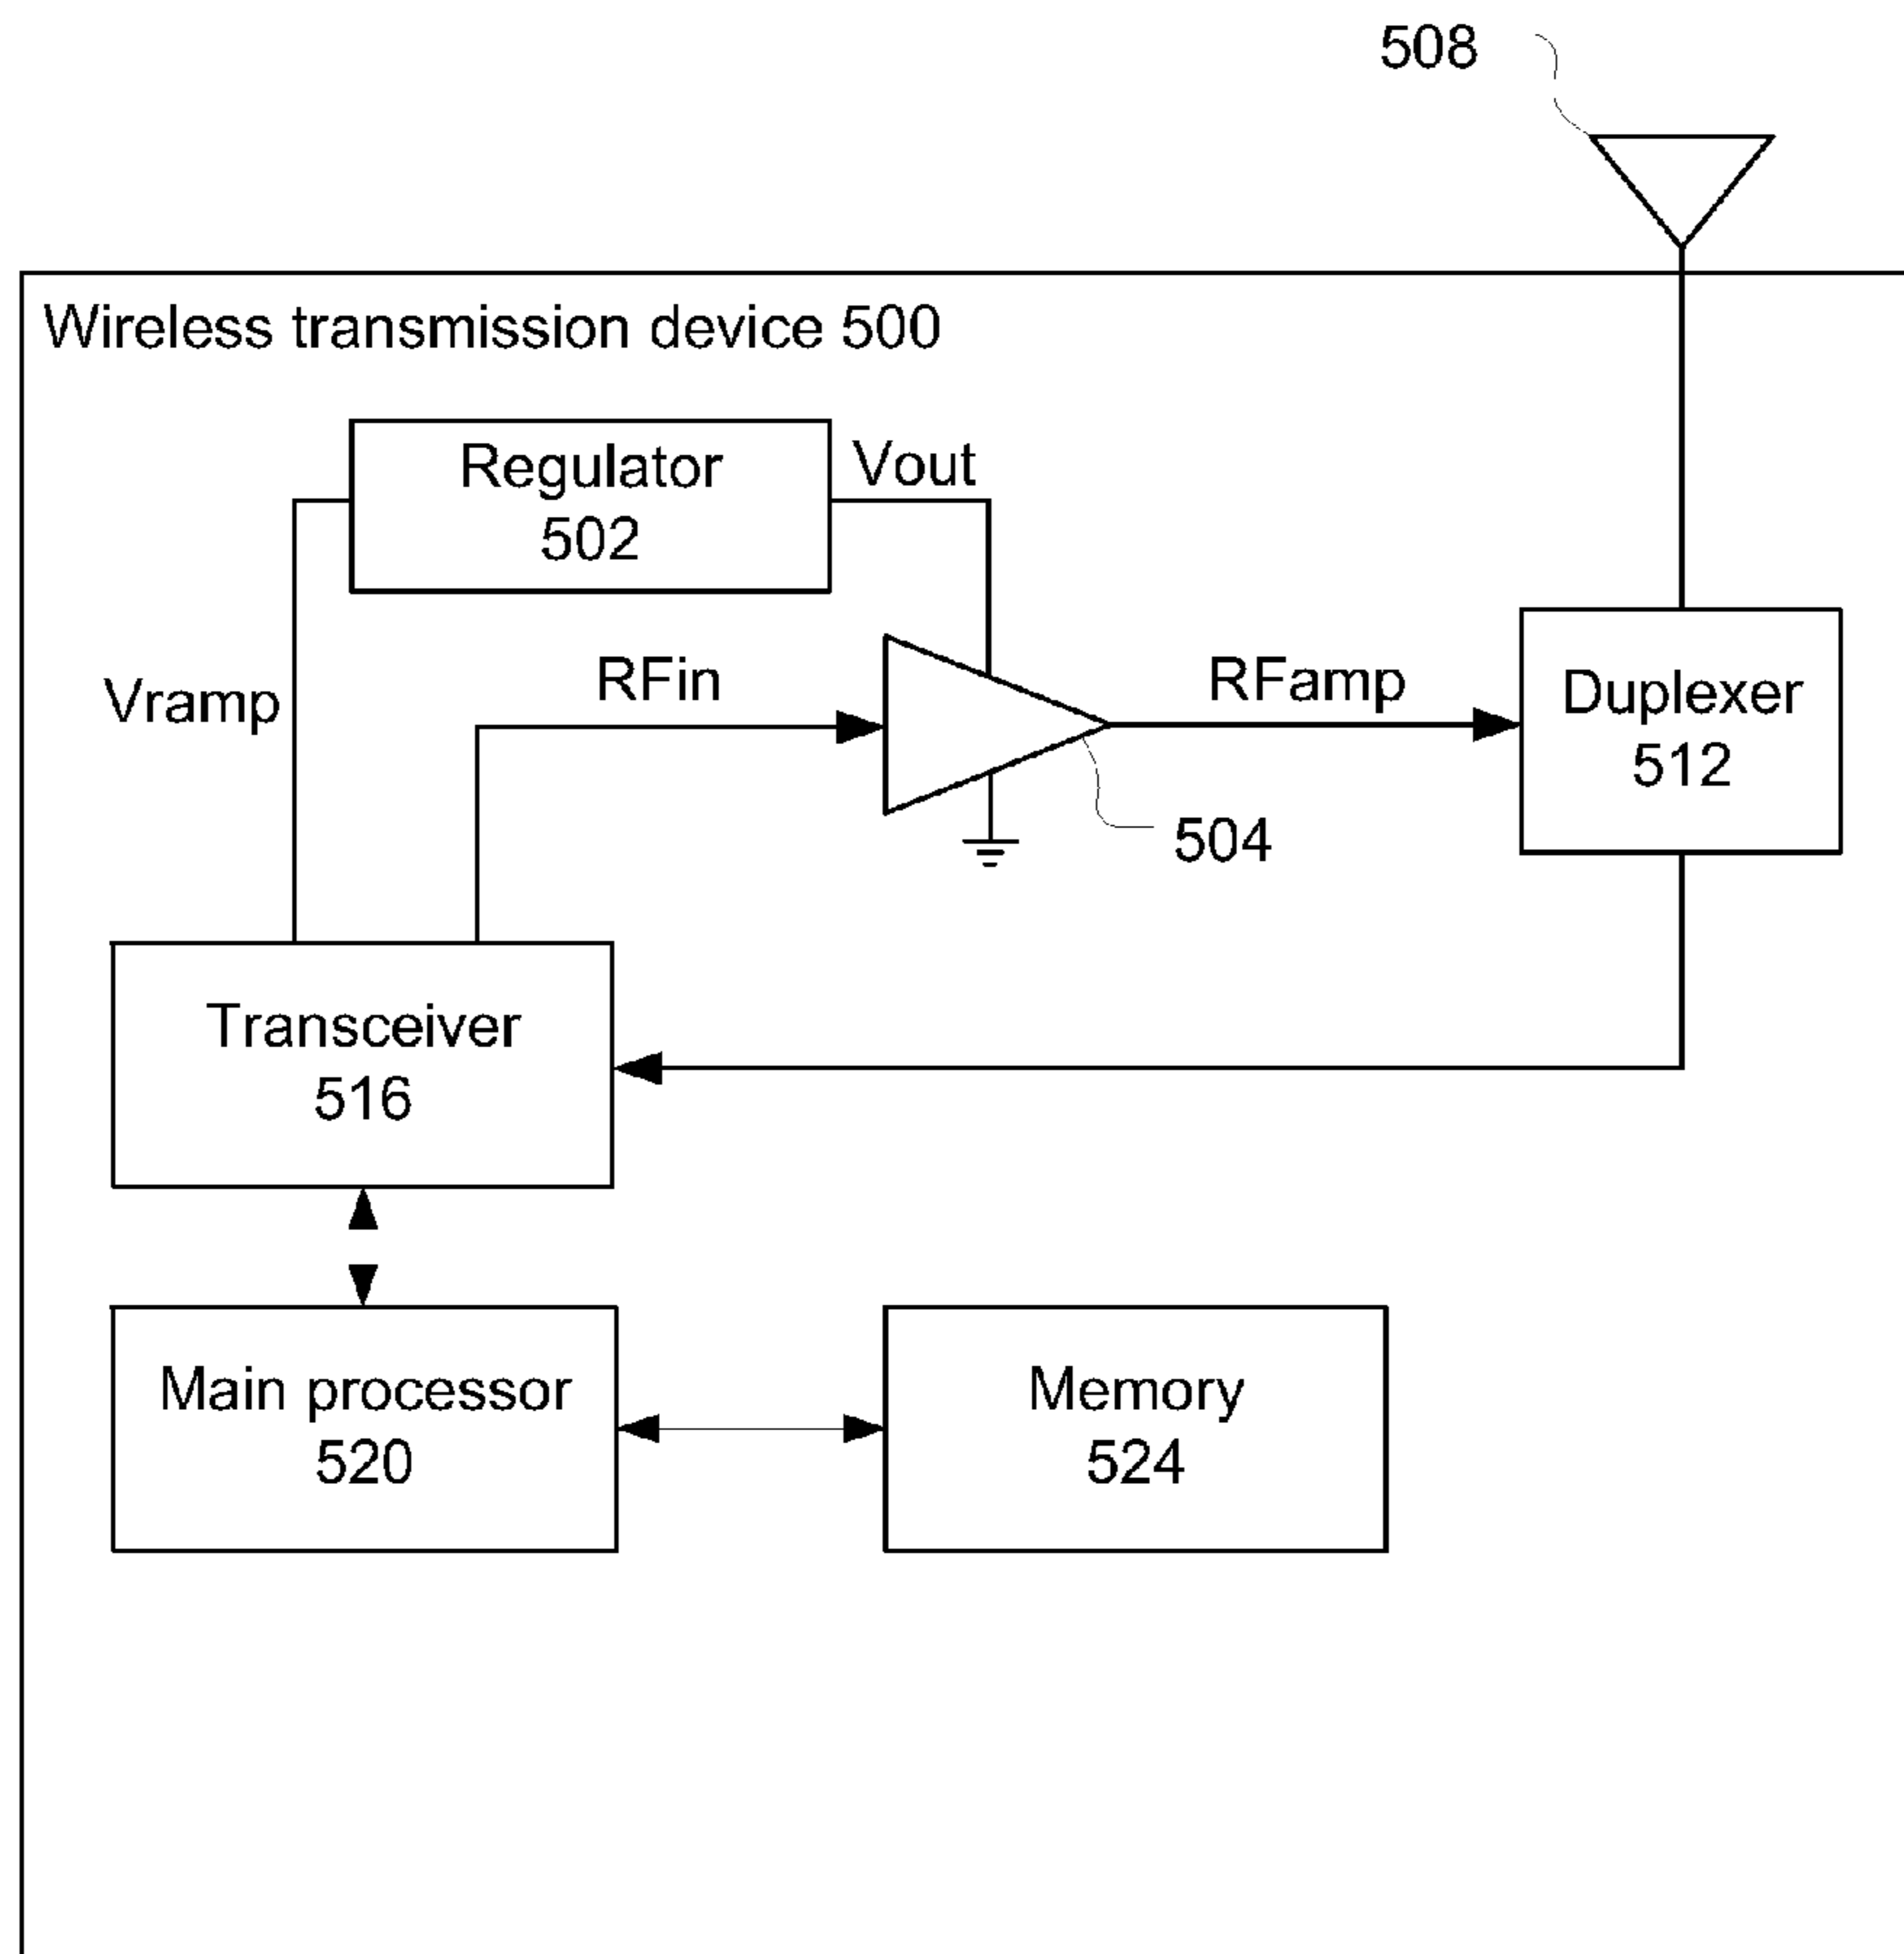 508
Wireless transmission device 500
Regulator
502
Vout
Vramp
RFin
RFamp
Duplexer
512
504
Transceiver
516
Main processor
520
Memory
524